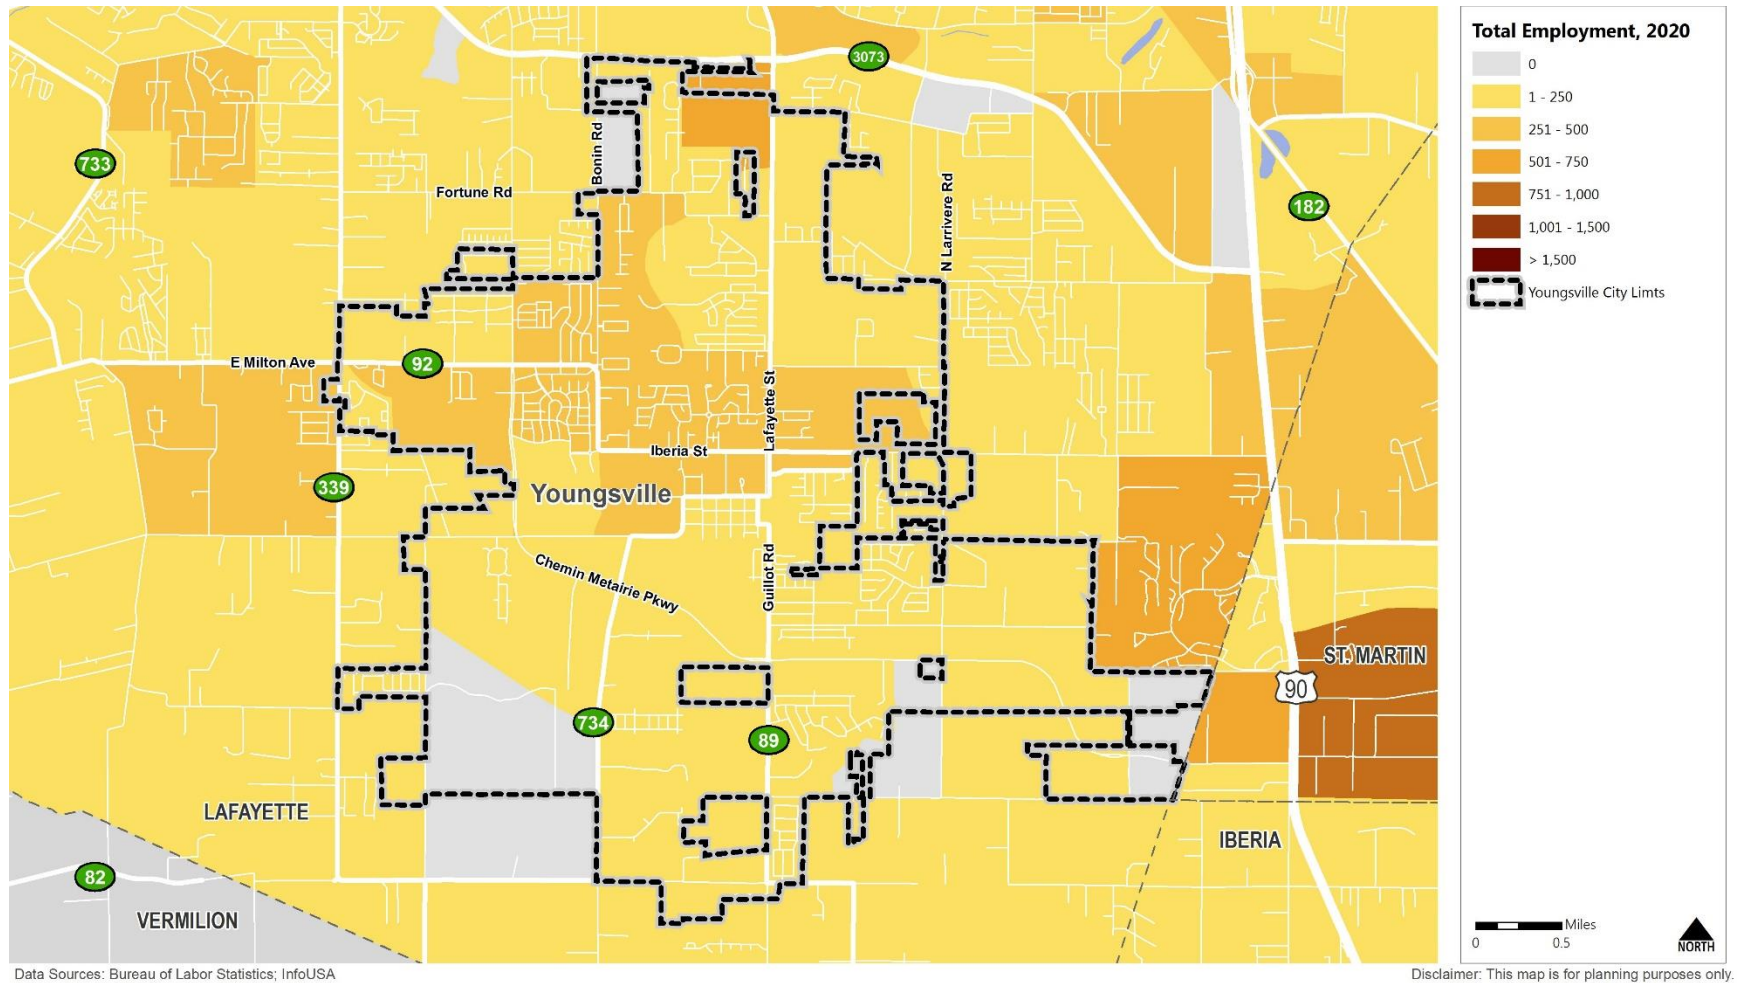 Total Employment, 2020
0
1 - 250
251 - 500
501 - 750
751 - 1,000
1,001 - 1,500
> 1,500
Youngsville City Limts
3073
733
Bonin Rd
Fortune Rd
N Larrivere Rd
182
E Milton Ave
92
Lafayette St
Iberia St
339
Youngsville
Chemin Metairie Pkwy
Guillot Rd
ST. MARTIN
90
734
89
LAFAYETTE
IBERIA
82
VERMILION
Miles
0 0.5
NORTH
Data Sources: Bureau of Labor Statistics; InfoUSA
Disclaimer: This map is for planning purposes only.